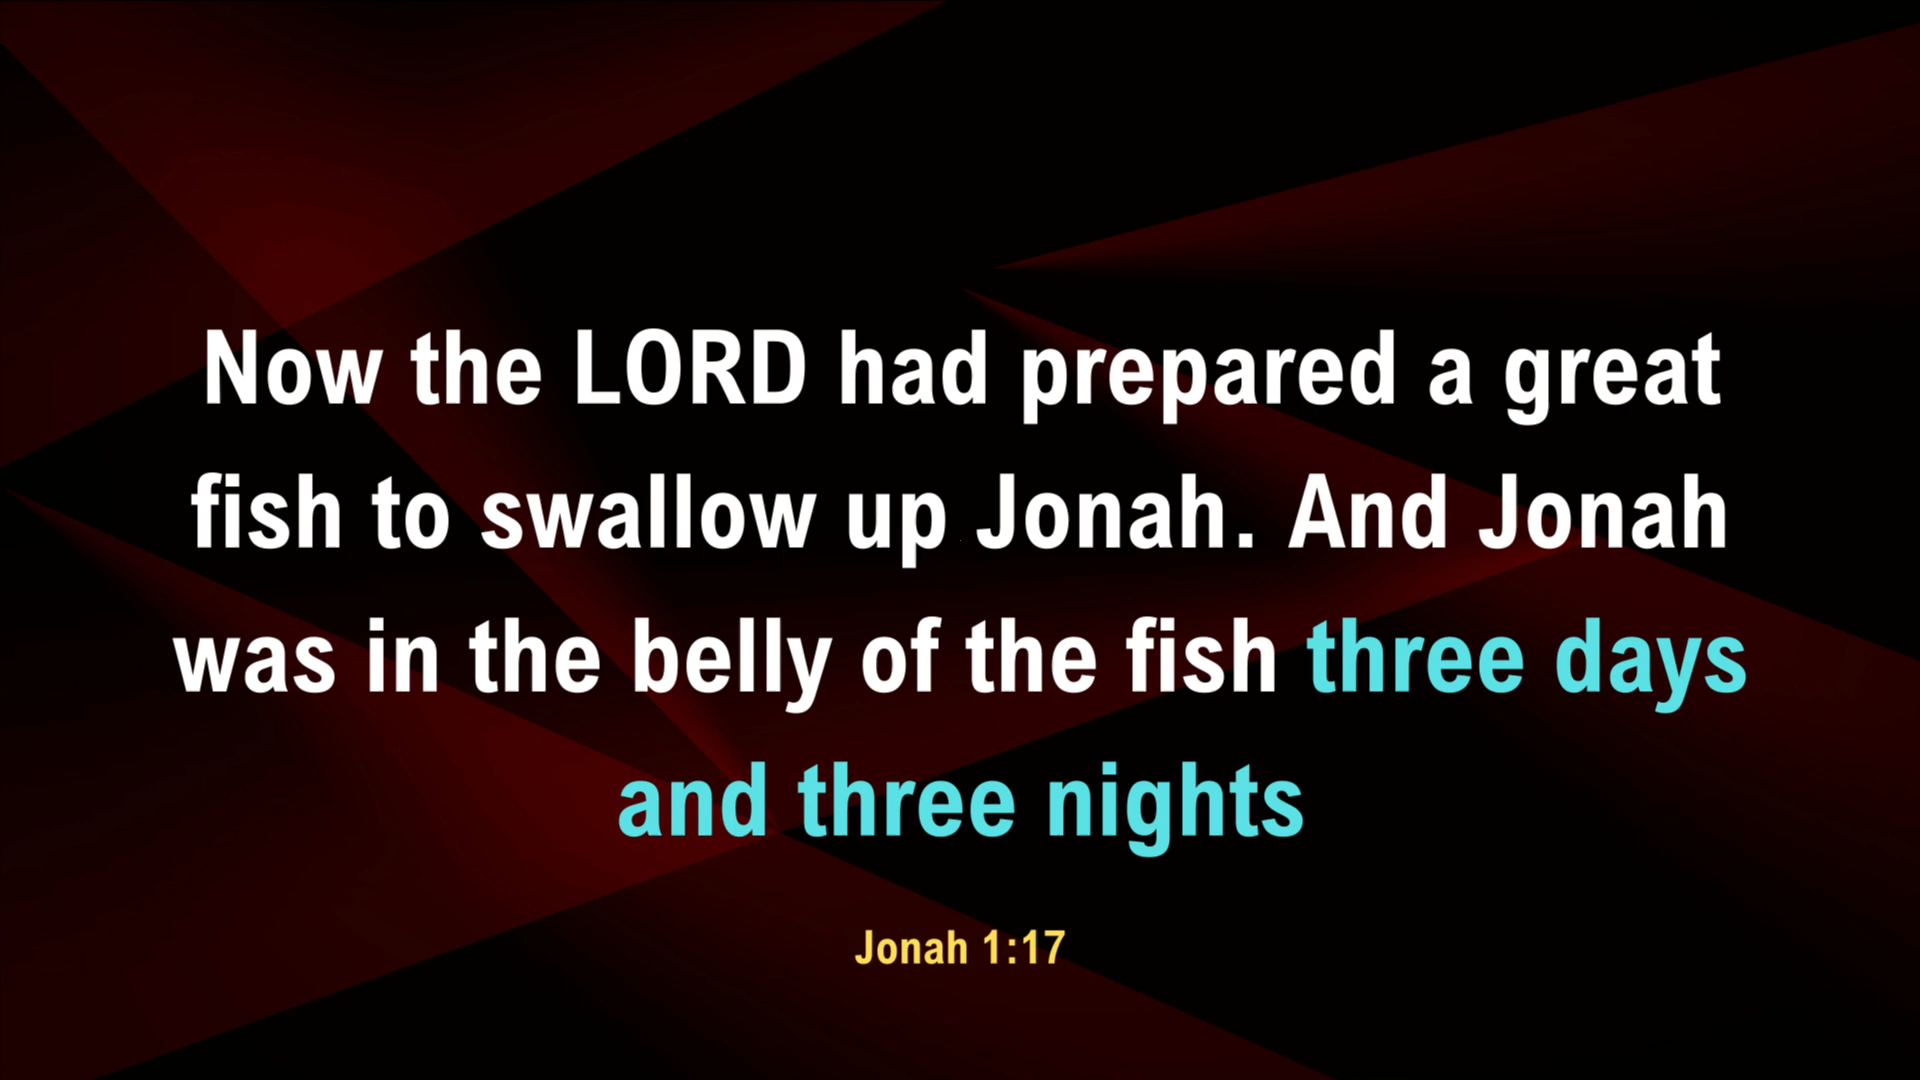 Now the LORD had prepared a great
fish to swallow up Jonah. And Jonah
was in the belly of the fish three days
and three nights
Jonah 1:17